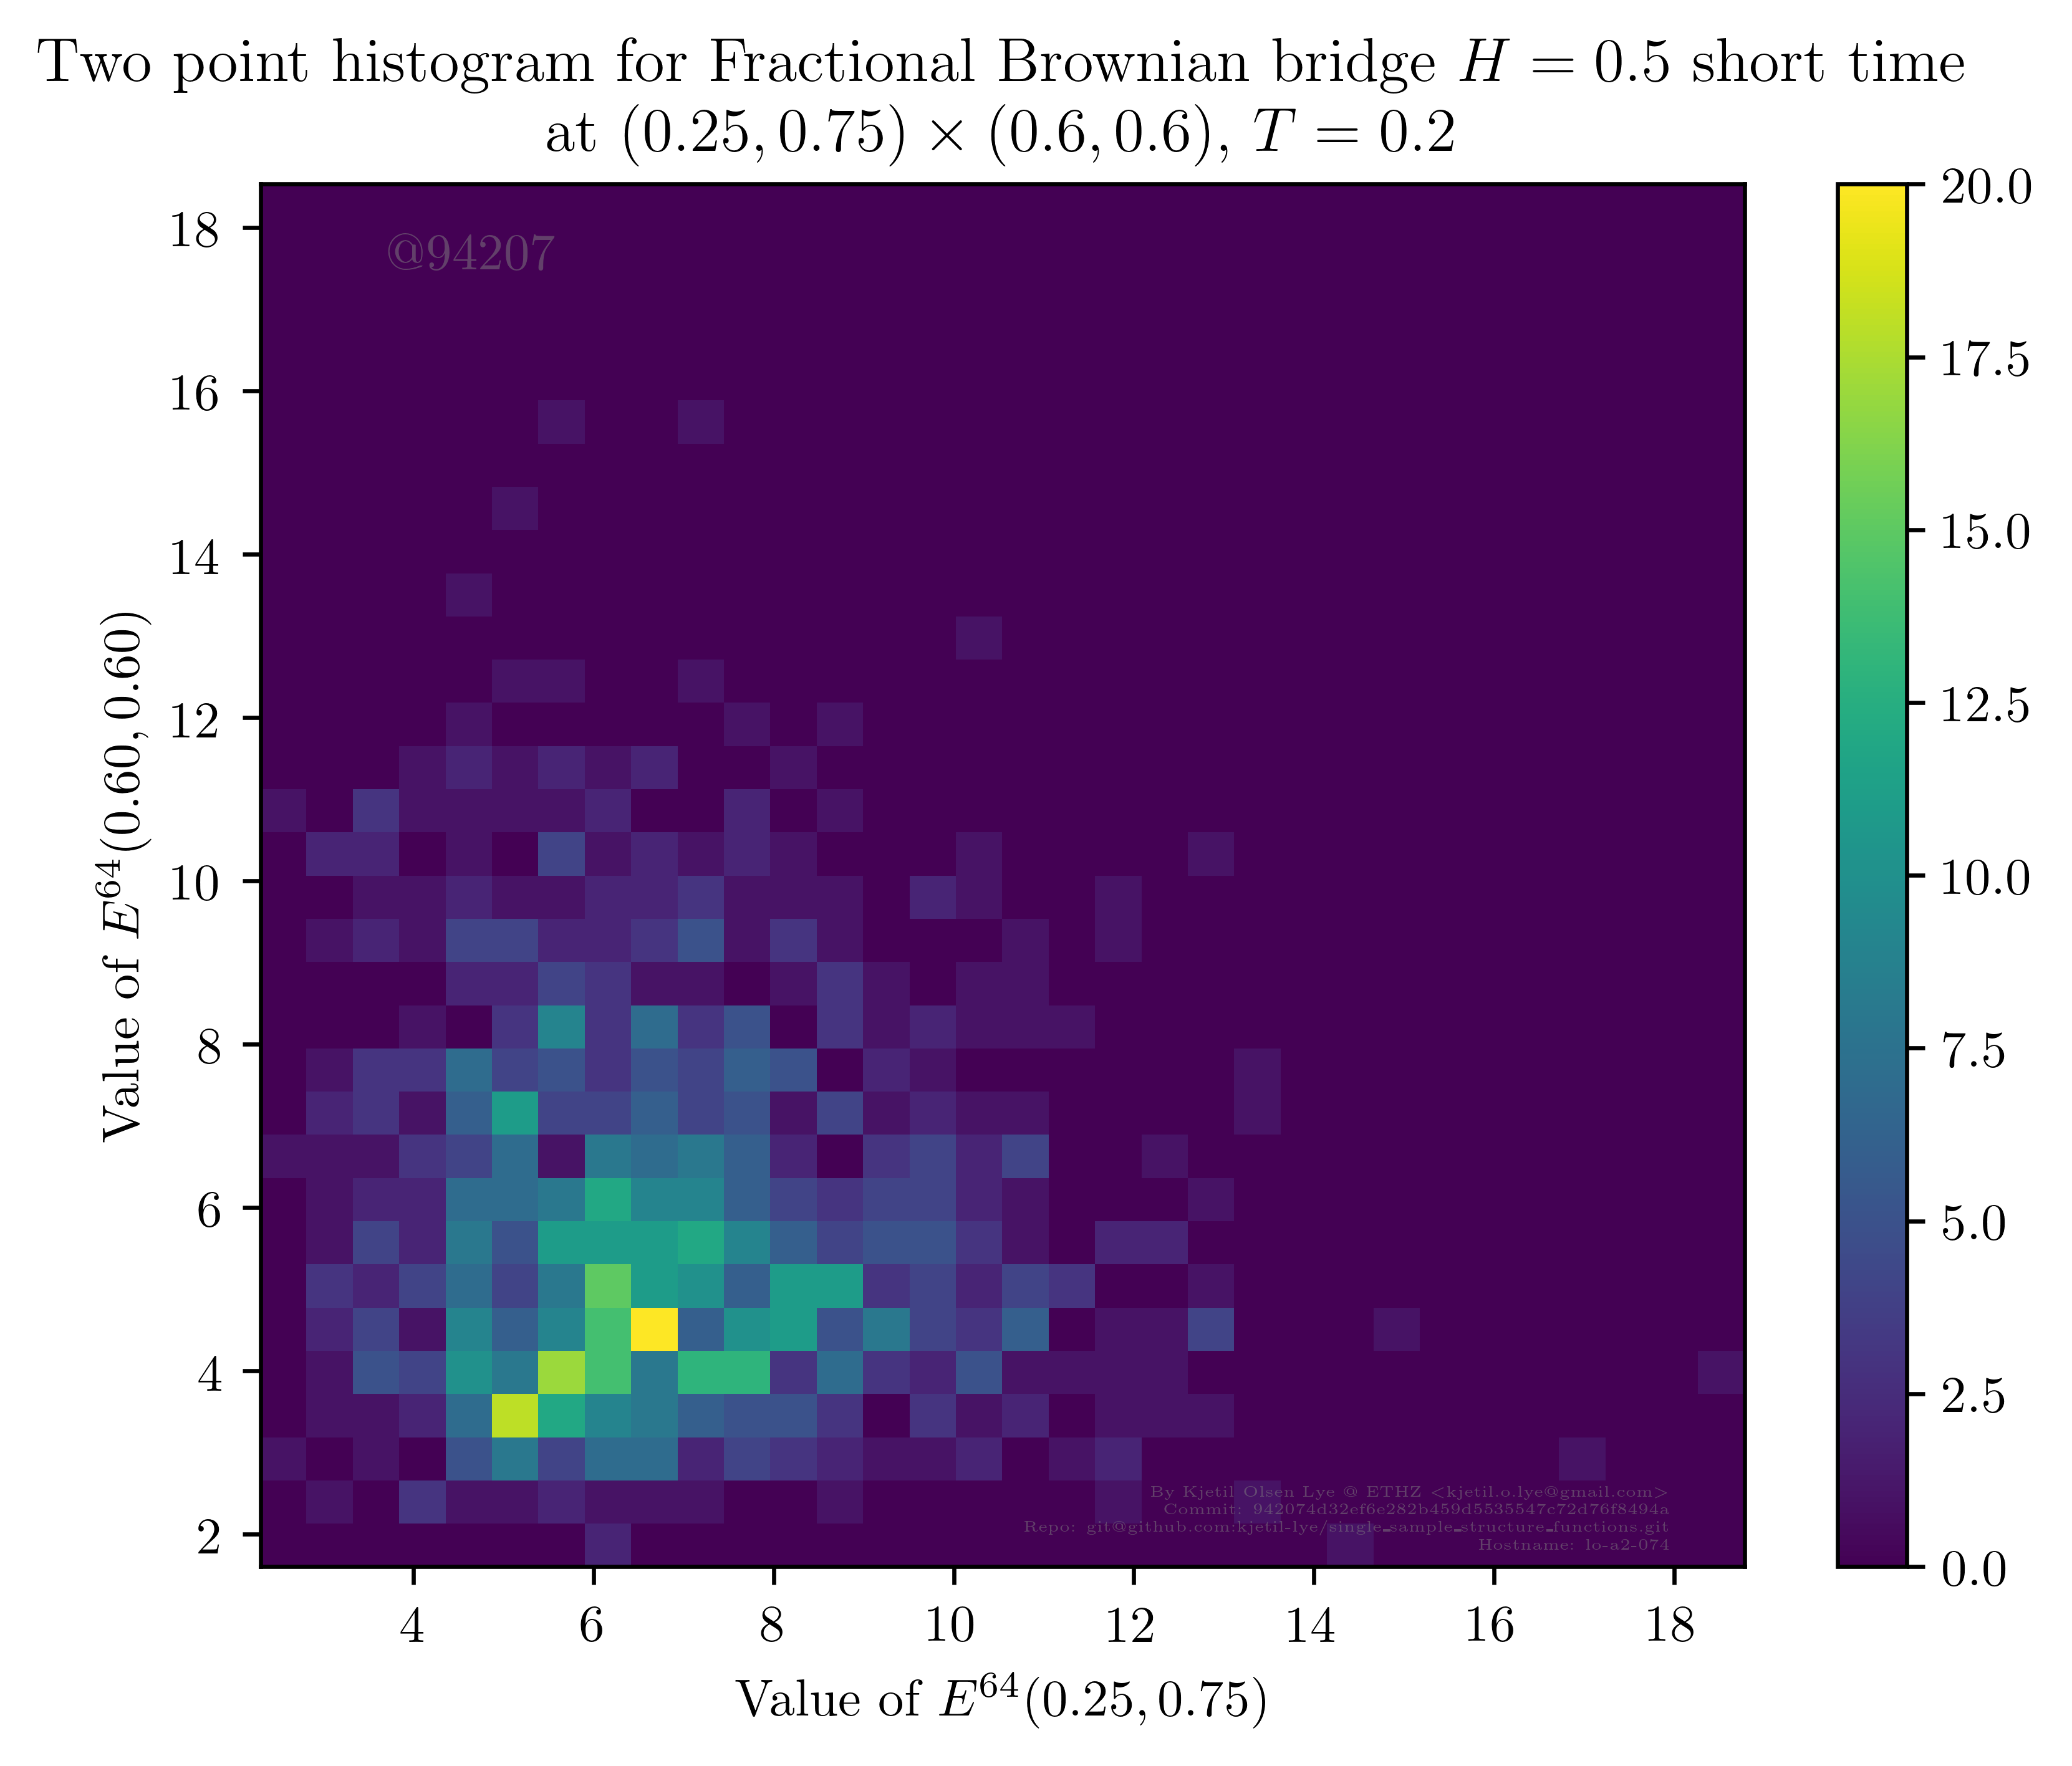 Two point histogram for Fractional Brownian bridge H = 0.5 short time
at (0.25, 0.75) × (0.6, 0.6), T = 0.2
@94207
Value of E^64(0.60, 0.60)
18
16
14
12
10
8
6
4
2
4 6 8 10 12 14 16 18
Value of E^64(0.25, 0.75)
20.0
17.5
15.0
12.5
10.0
7.5
5.0
2.5
0.0
By Kjetil Olsen Lye @ ETHZ <kjetil.o.lye@gmail.com>
Commit: 942074d32ef6e282b459d5535547c72d76f8494a
Repo: git@github.com:kjetil-lye/single_sample_structure_functions.git
Hostname: lo-a2-074